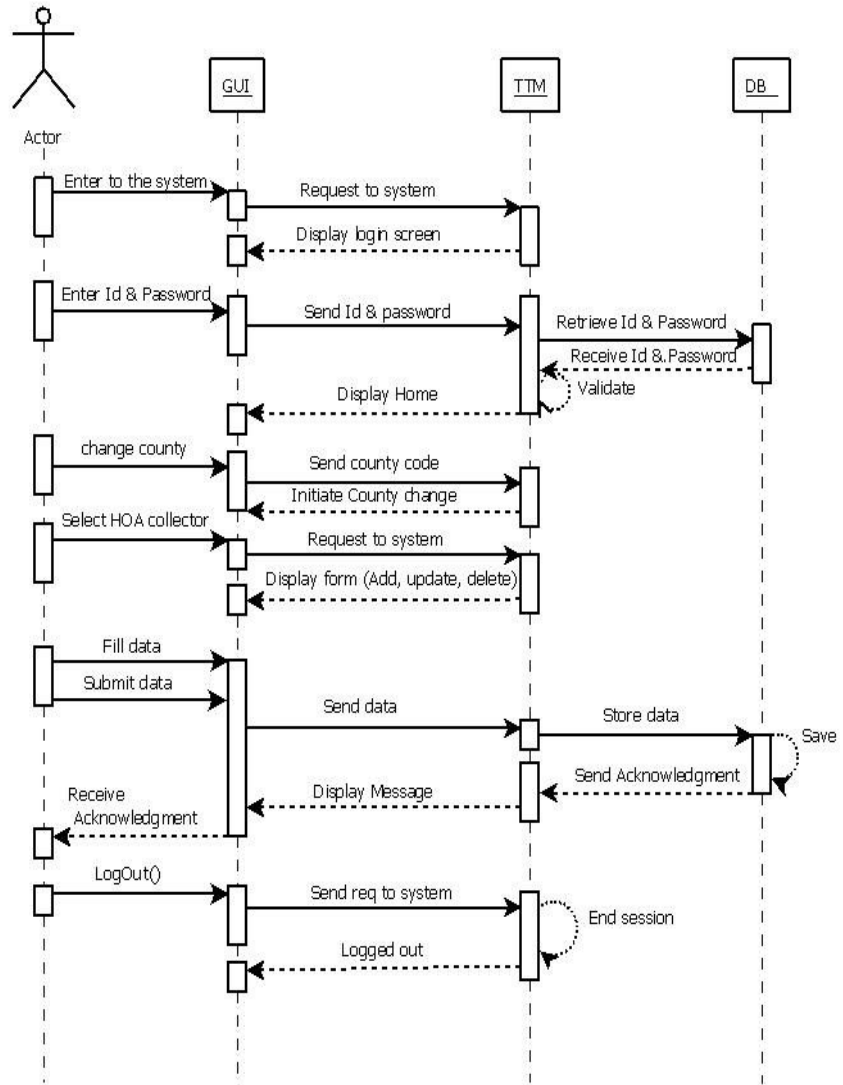 GUI
TTM
DB
Actor
Enter to the system
Request to system
Display login screen
Enter Id & Password
Send Id & password
Retrieve Id & Password
Receive Id &.Password
Validate
Display Home
change county
Send county code
Initiate County change
Select HOA collector
Request to system
Display form (Add, update, delete)
Fill data
Submit data
Send data
Store data
Save
Send Acknowledgment
Display Message
Receive
Acknowledgment
LogOut()
Send req to system
End session
Logged out